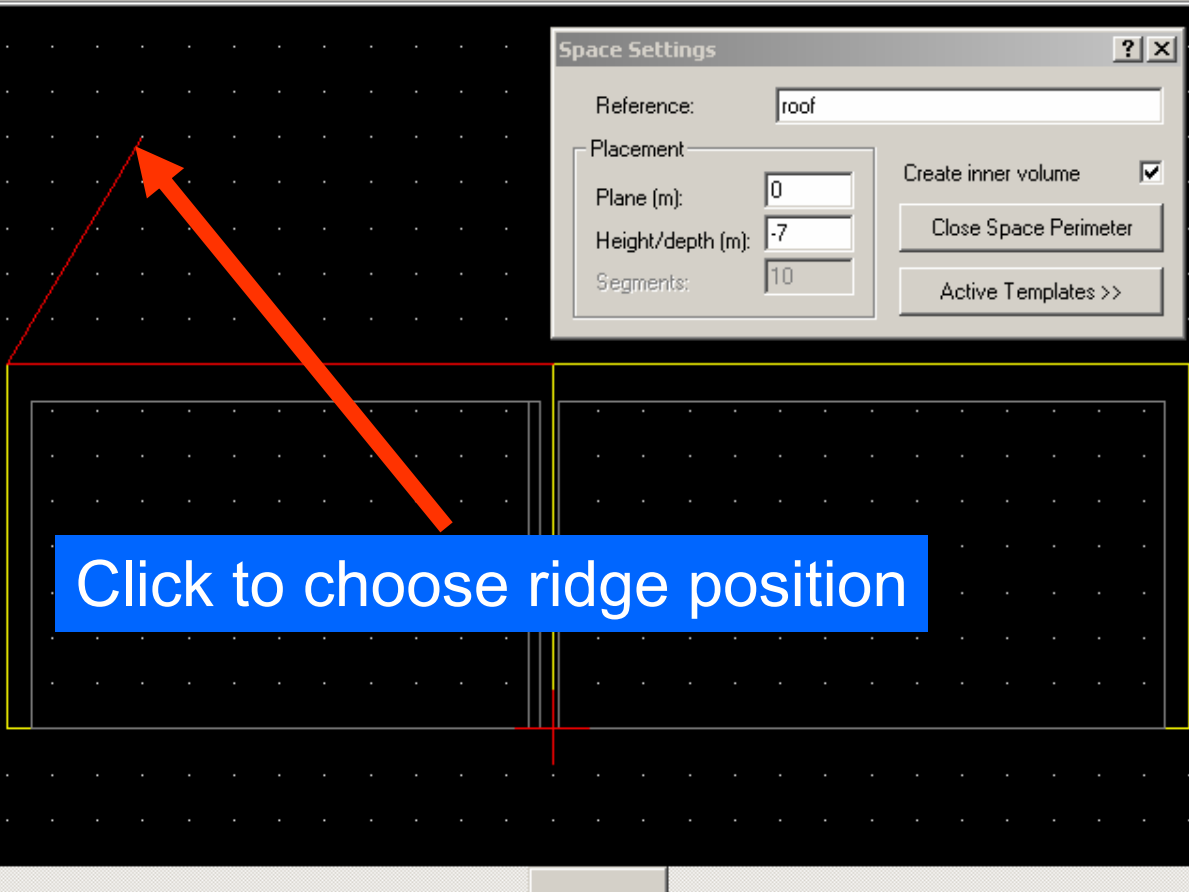 Space Settings
Reference: roof
Placement
Plane (m): 0
Height/depth (m): -7
Segments: 10
Create inner volume
Close Space Perimeter
Active Templates >>
Click to choose ridge position